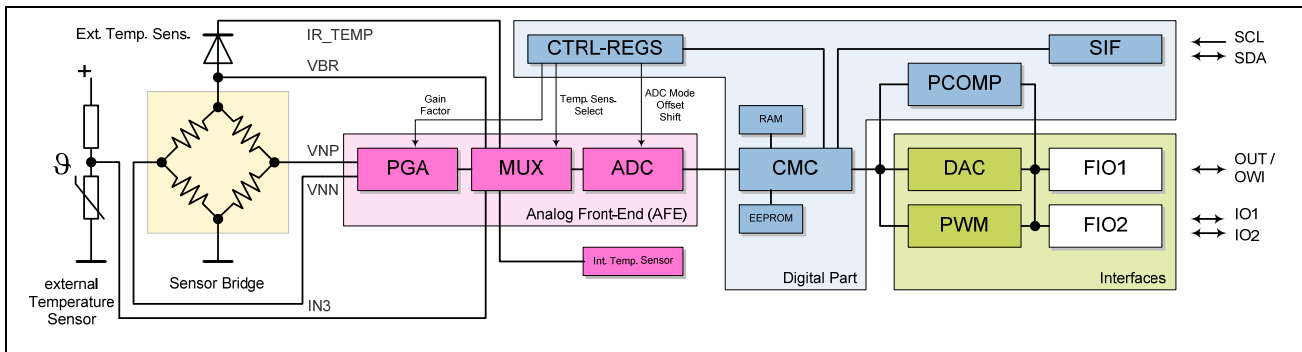 Ext. Temp. Sens.
IR_TEMP
VBR
+
ϑ
external
Temperature
Sensor
Sensor Bridge
VNP
VNN
IN3
CTRL-REGS
Gain
Factor
Temp. Sens.
Select
ADC Mode
Offset
Shift
PGA
MUX
ADC
Analog Front-End (AFE)
Int. Temp. Sensor
RAM
CMC
EEPROM
Digital Part
SIF
PCOMP
DAC
PWM
FIO1
FIO2
Interfaces
SCL
SDA
OUT /
OWI
IO1
IO2